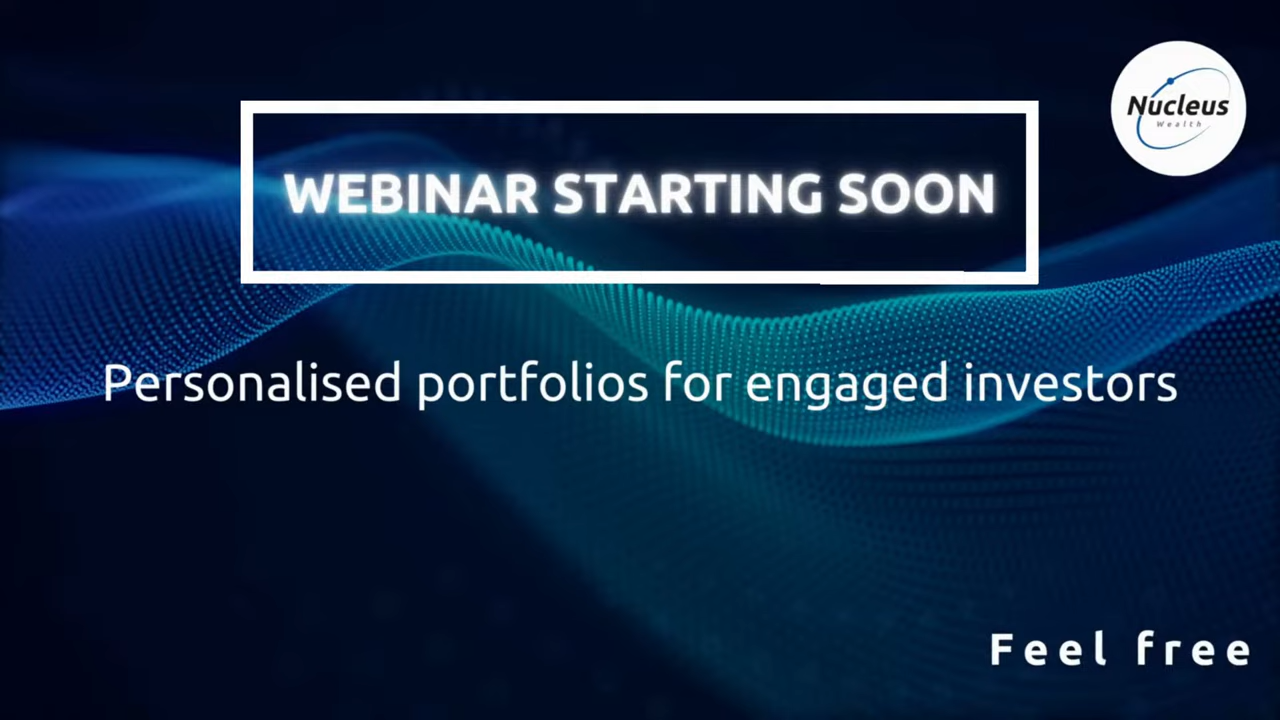 Nucleus
Wealth
WEBINAR STARTING SOON
Personalised portfolios for engaged investors
Feel free